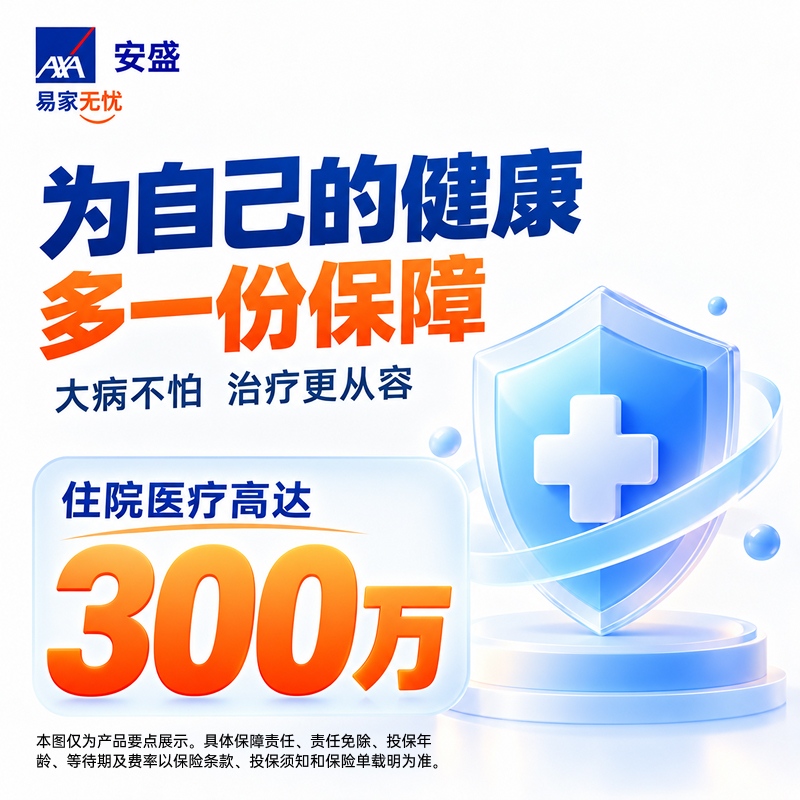 AXA 安盛
易家无忧
为自己的健康
多一份保障
大病不怕 治疗更从容
住院医疗高达
300万
本图仅为产品要点展示。具体保障责任、责任免除、投保年
龄、等待期及费率以保险条款、投保须知和保险单载明为准。